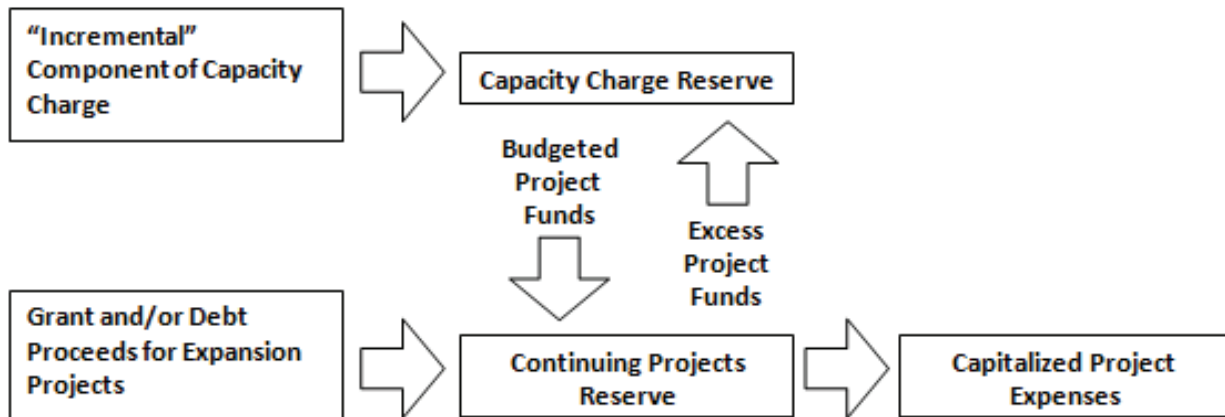 “Incremental”
Component of Capacity
Charge
Capacity Charge Reserve
Budgeted
Project
Funds
Excess
Project
Funds
Grant and/or Debt
Proceeds for Expansion
Projects
Continuing Projects
Reserve
Capitalized Project
Expenses